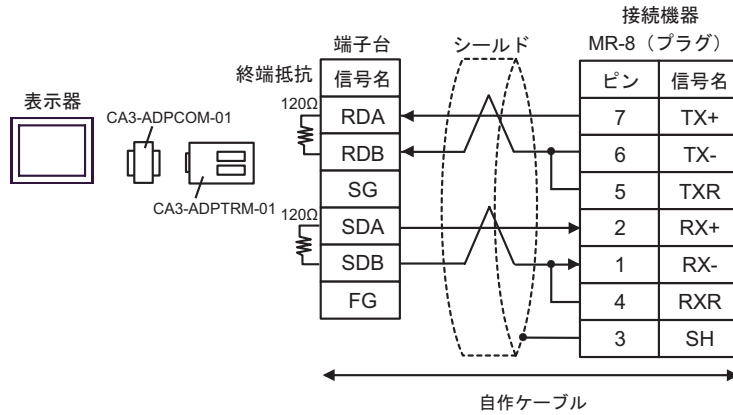 接続機器
端子台 シールド MR-8（プラグ）
終端抵抗 信号名 ピン 信号名
表示器 CA3-ADPCOM-01 120Ω RDA 7 TX+
RDB 6 TX-
SG 5 TXR
CA3-ADPTRM-01 120Ω SDA 2 RX+
SDB 1 RX-
FG 4 RXR
3 SH
自作ケーブル